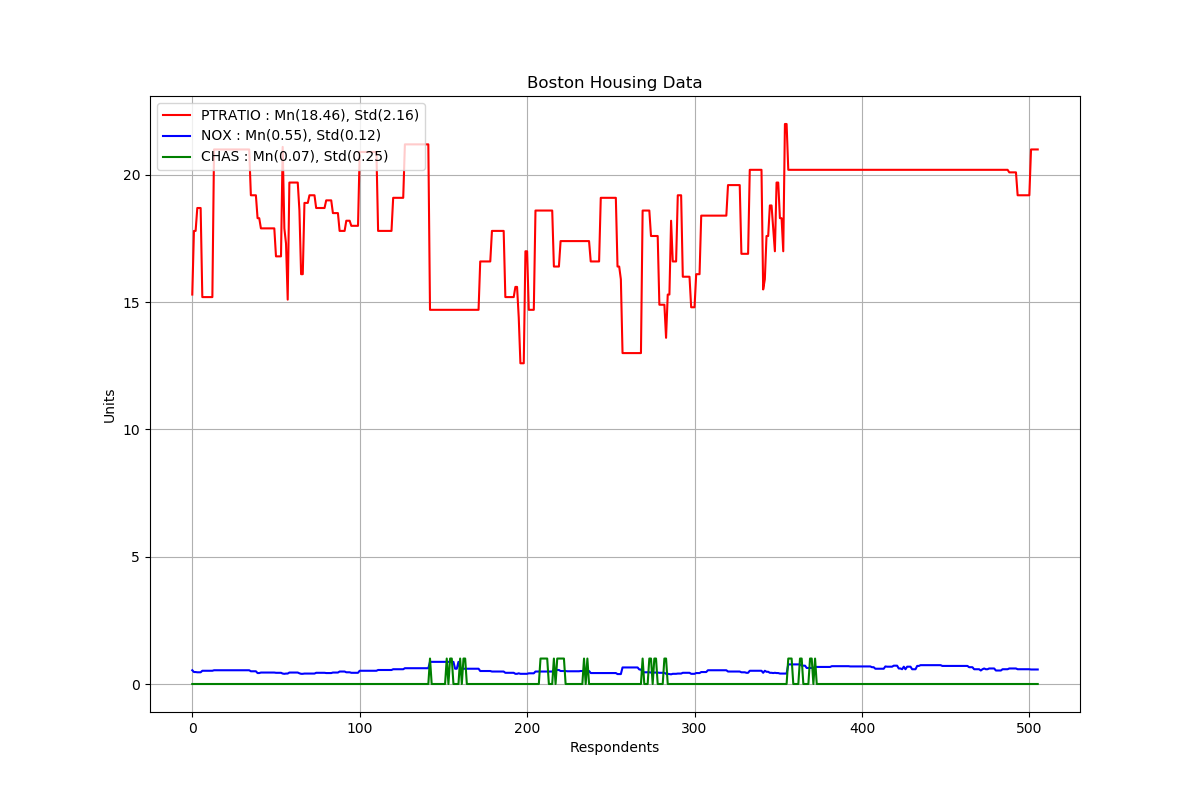 Boston Housing Data
PTRATIO : Mn(18.46), Std(2.16)
NOX : Mn(0.55), Std(0.12)
CHAS : Mn(0.07), Std(0.25)
20
15
10
5
0
Units
0 100 200 300 400 500
Respondents